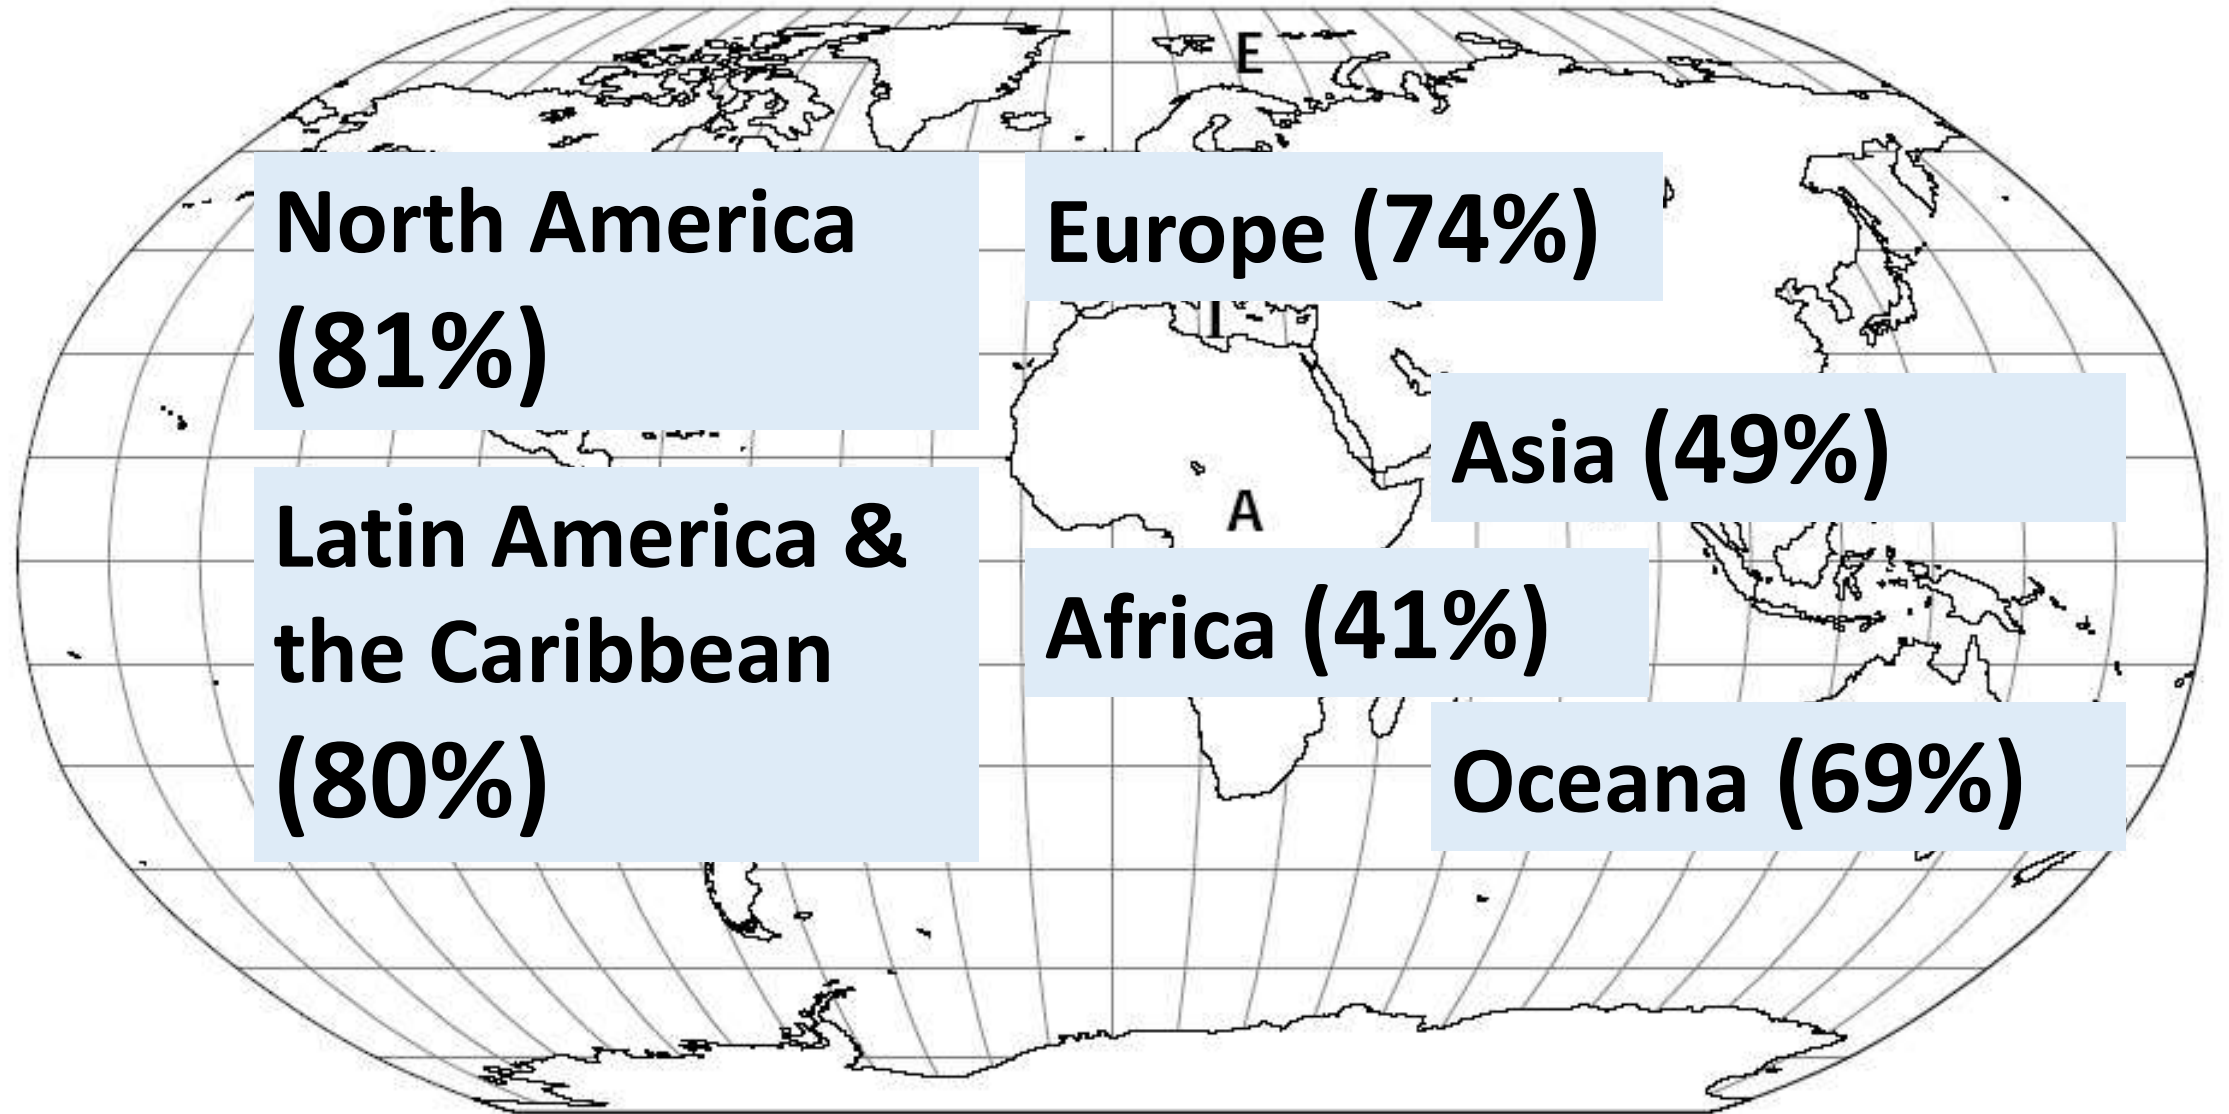 E
North America
(81%)
Europe (74%)
I
Asia (49%)
Latin America &
the Caribbean
(80%)
A
Africa (41%)
Oceana (69%)